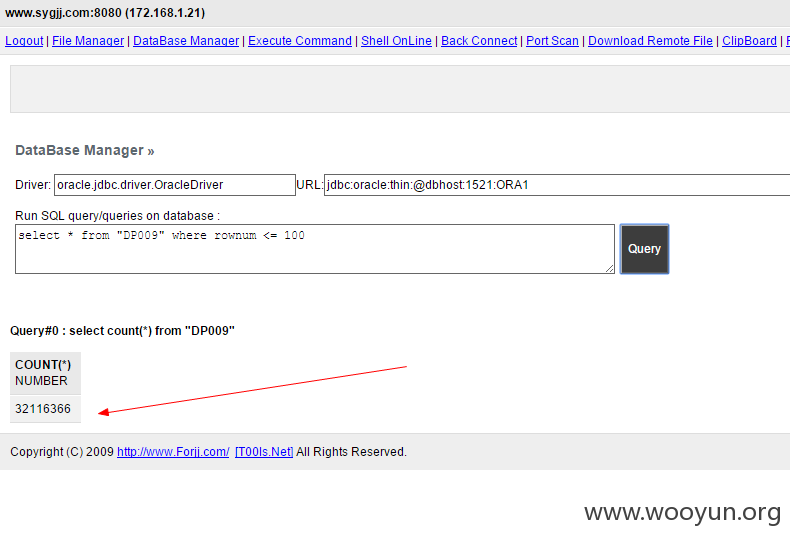 www.sygjj.com:8080 (172.168.1.21)
Logout | File Manager | DataBase Manager | Execute Command | Shell OnLine | Back Connect | Port Scan | Download Remote File | ClipBoard |
DataBase Manager »
Driver: oracle.jdbc.driver.OracleDriver URL: jdbc:oracle:thin:@dbhost:1521:ORA1
Run SQL query/queries on database :
select * from "DP009" where rownum <= 100
Query
Query#0 : select count(*) from "DP009"
COUNT(*)
NUMBER
32116366
Copyright (C) 2009 http://www.Forjj.com/ [T00ls.Net] All Rights Reserved.
www.wooyun.org